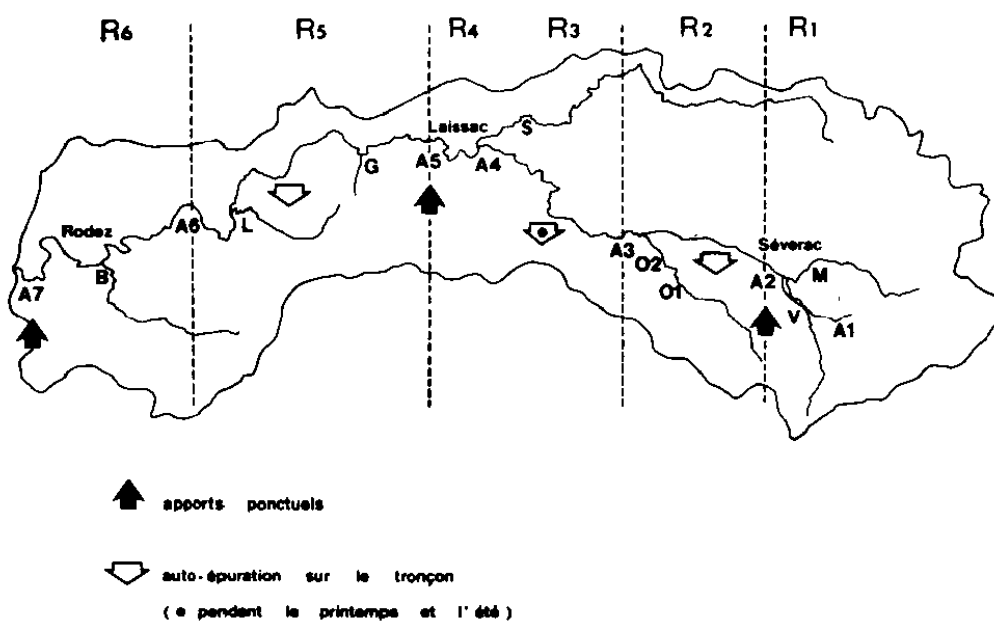 R6 R5 R4 R3 R2 R1
Laissac S
G A5 A4
Rodez A6 L Séverac
A3 O2 A2 M
B O1
A7 V A1
apports ponctuels
auto-épuration sur le tronçon
( e pendant le printemps et l'été )